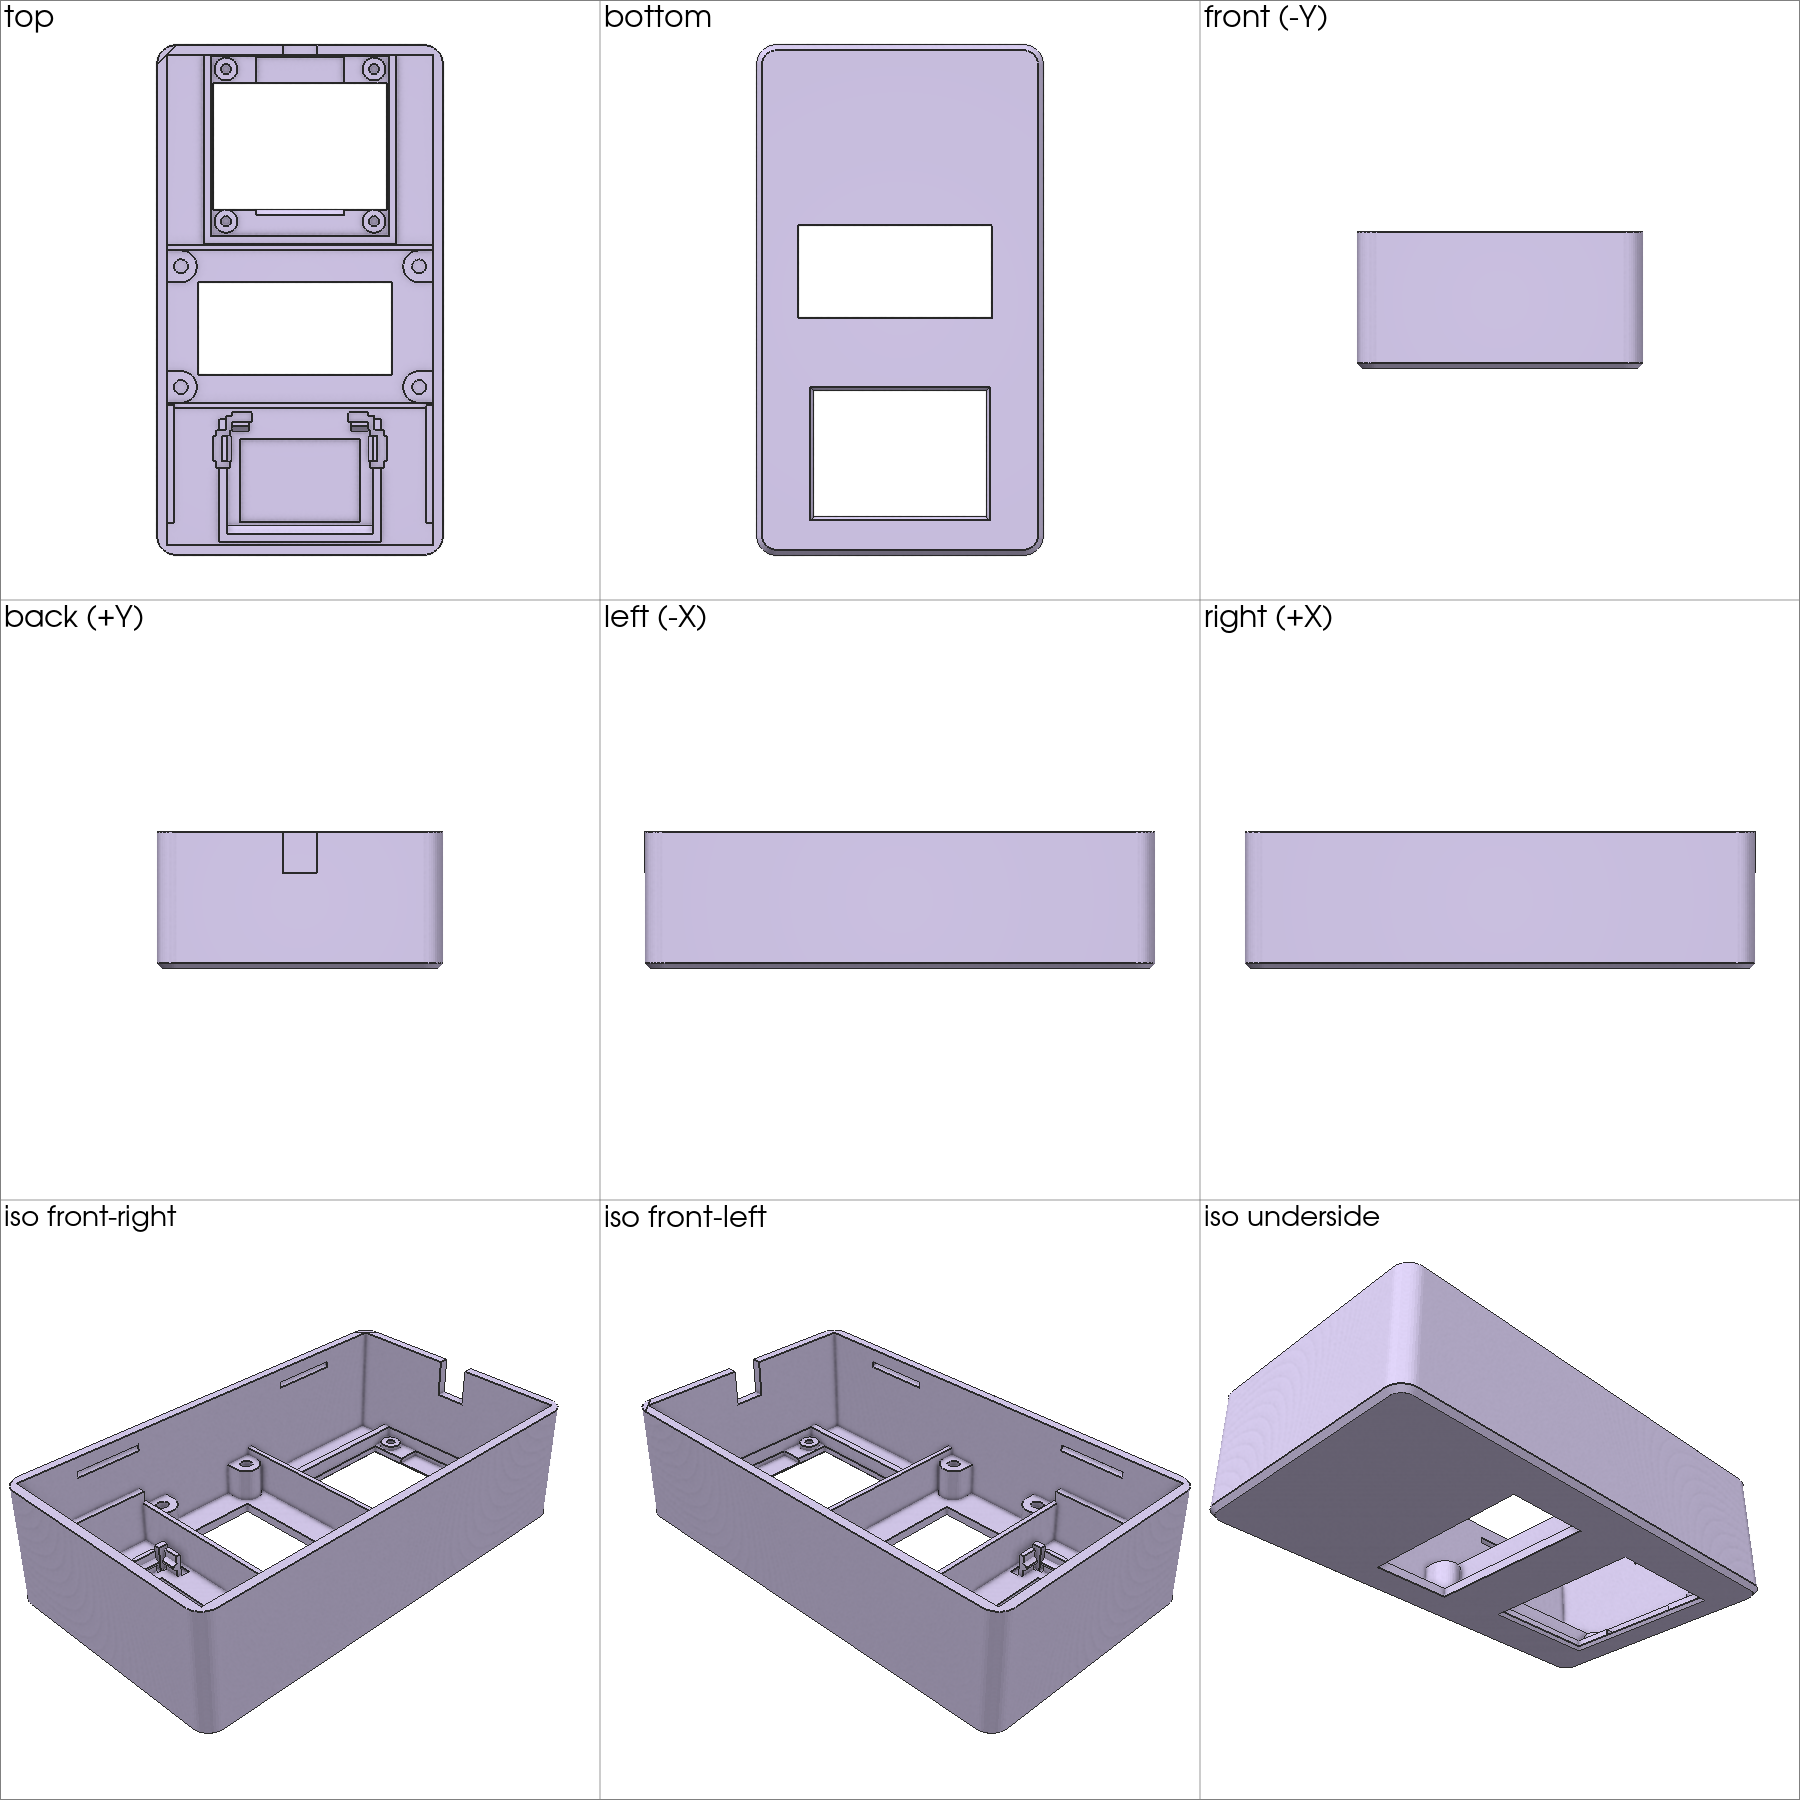 top
bottom
front (-Y)
back (+Y)
left (-X)
right (+X)
iso front-right
iso front-left
iso underside